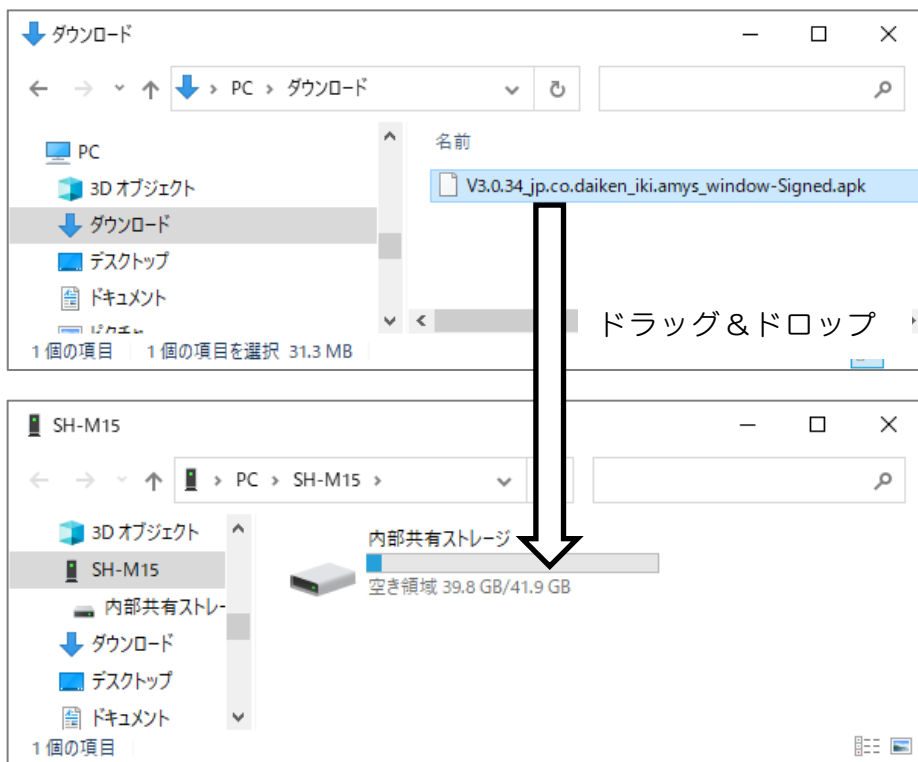 ダウンロード
PC › ダウンロード
PC
3D オブジェクト
ダウンロード
デスクトップ
ドキュメント
ピクチャ
名前
V3.0.34_jp.co.daiken_iki.amys_window-Signed.apk
ドラッグ＆ドロップ
1 個の項目 1 個の項目を選択 31.3 MB
SH-M15
PC › SH-M15 ›
3D オブジェクト
SH-M15
内部共有ストレー
ダウンロード
デスクトップ
ドキュメント
内部共有ストレージ
空き領域 39.8 GB/41.9 GB
1 個の項目